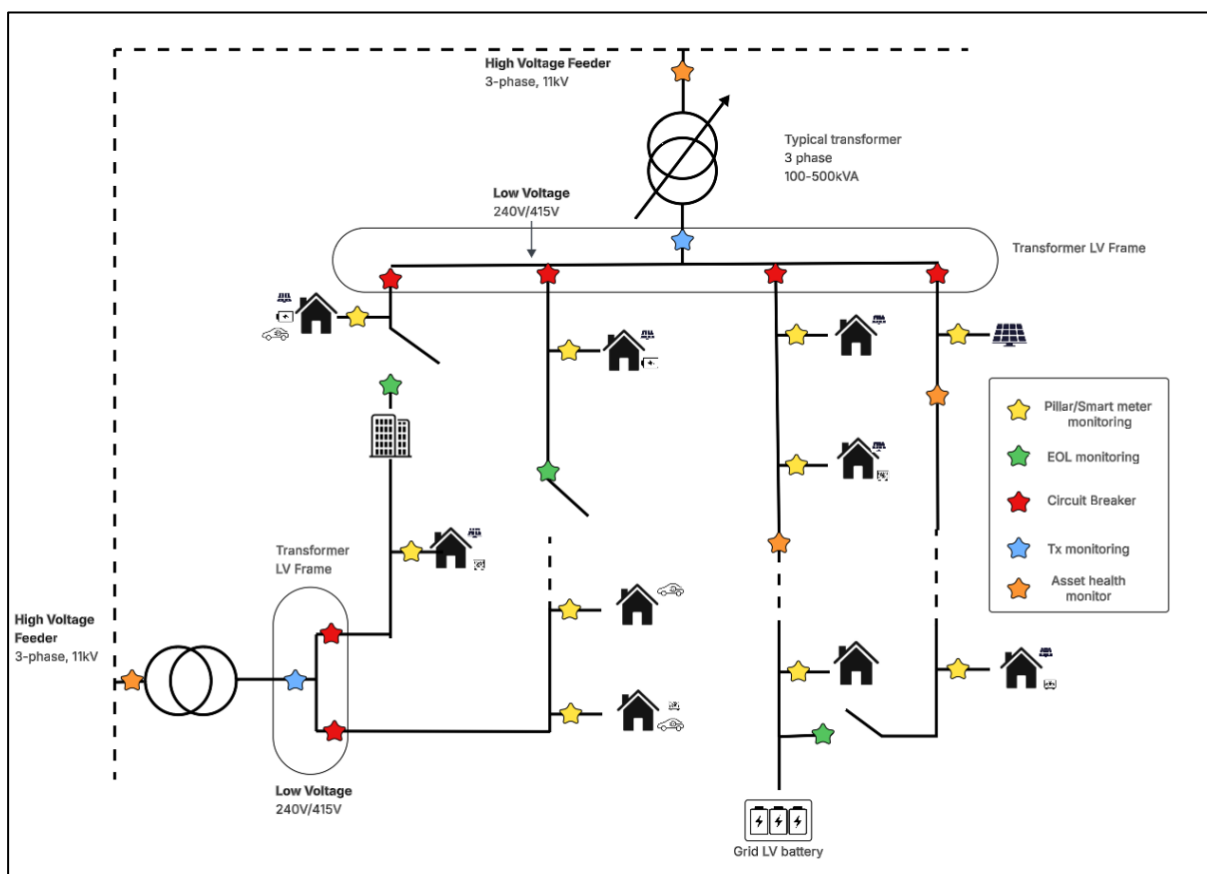 High Voltage Feeder
3-phase, 11kV
Typical transformer
3 phase
100-500kVA
Low Voltage
240V/415V
Transformer LV Frame
Pillar/Smart meter
monitoring
EOL monitoring
Circuit Breaker
Tx monitoring
Asset health
monitor
Transformer
LV Frame
High Voltage
Feeder
3-phase, 11kV
Low Voltage
240V/415V
Grid LV battery